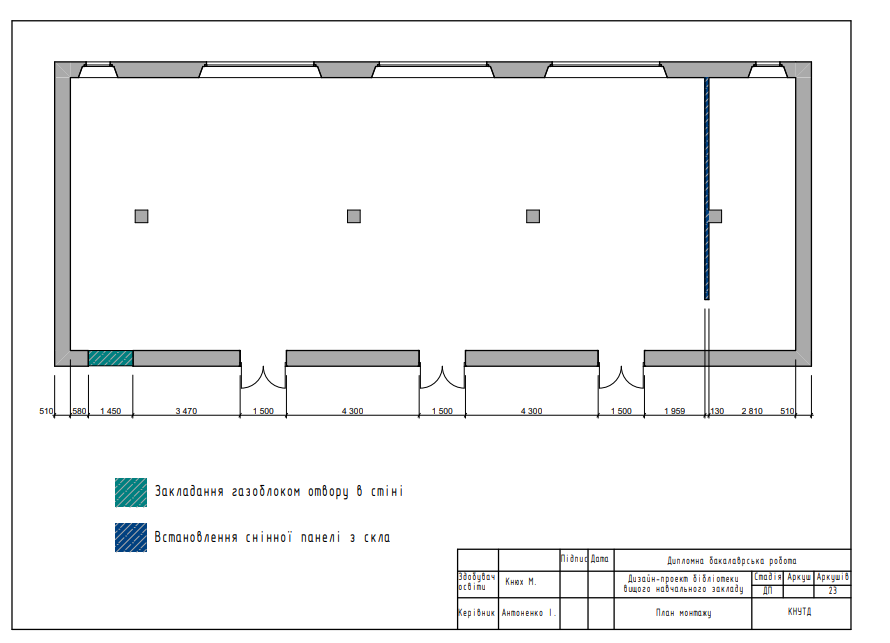 510 580 1 450 3 470 1 500 4 300 1 500 4 300 1 500 1 959 130 2 810 510
Закладання газоблоком отвору в стіні
Встановлення снінної панелі з скла
Підпис Дата Дипломна бакалаврська робота
Здобувач освіти Кнюх М. Дизайн-проект бібліотеки вищого навчального закладу Стадія Аркуш Аркушів
ДП 23
Керівник Антоненко І. План монтажу КНУТД